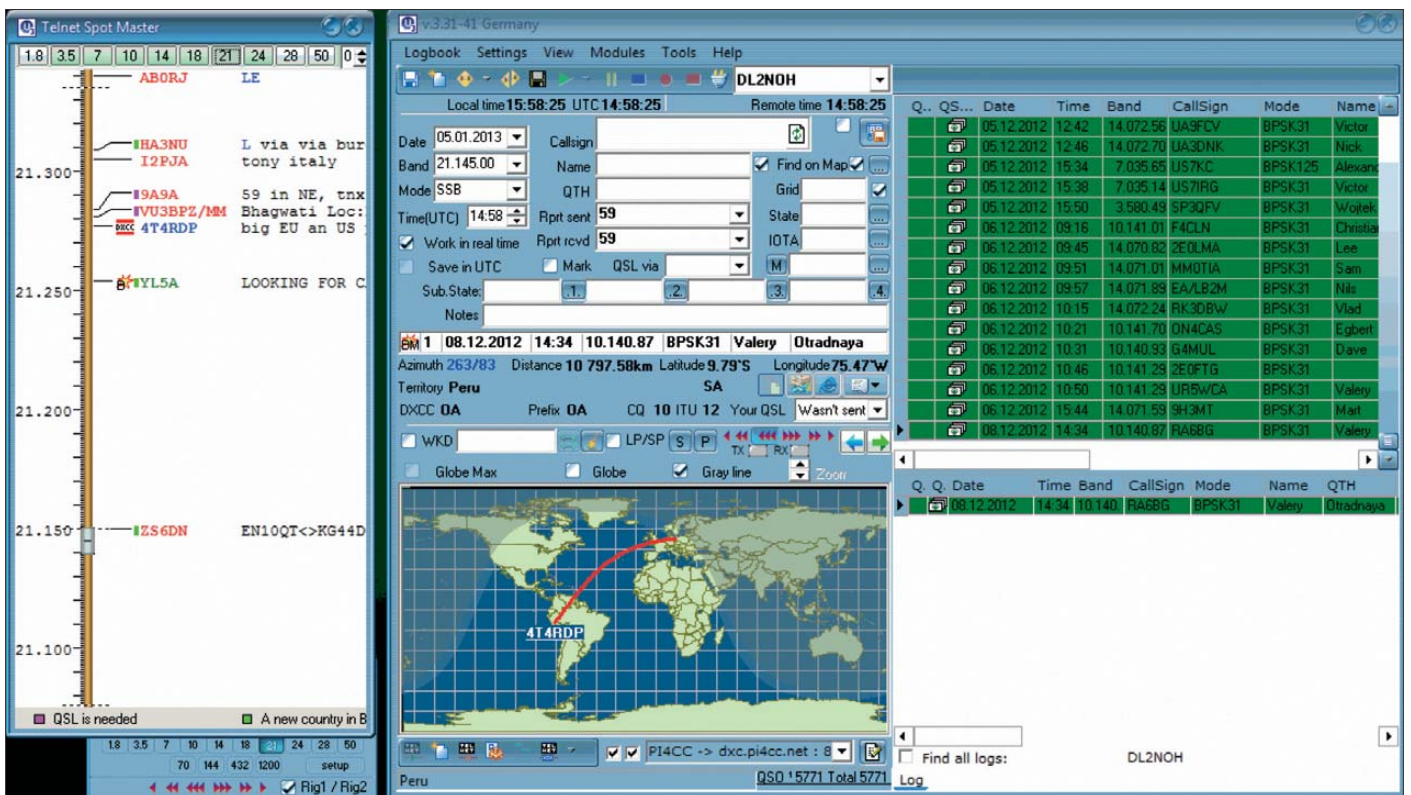 Telnet Spot Master
1.8 3.5 7 10 14 18 21 24 28 50 0
AB0RJ LE
HA3NU L via via bur
I2PJA tony italy
21.300
9A9A 59 in NE, tnx
VU3BPZ/MM Bhagwati Loc:
DXCC 4T4RDP big EU an US
YL5A LOOKING FOR C
21.250
21.200
21.150
ZS6DN EN10QT<>KG44D
21.100
QSL is needed A new country in B
1.8 3.5 7 10 14 18 21 24 28 50
70 144 432 1200 setup
Rig1 / Rig2
v.3.31-41 Germany
Logbook Settings View Modules Tools Help
DL2NOH
Local time 15:58:25 UTC 14:58:25 Remote time 14:58:25
Date 05.01.2013 Callsign
Band 21.145.00 Name Find on Map ...
Mode SSB QTH Grid
Time(UTC) 14:58 Rprt sent 59 State ...
Work in real time Rprt rcvd 59 IOTA ...
Save in UTC Mark QSL via M ...
Sub.State: .1. .2. .3. .4.
Notes
BM 1 08.12.2012 14:34 10.140.87 BPSK31 Valery Otradnaya
Azimuth 263/83 Distance 10 797.58km Latitude 9.79°S Longitude 75.47°W
Territory Peru SA
DXCC OA Prefix OA CQ 10 ITU 12 Your QSL Wasn't sent
WKD LP/SP S P TX RX
Globe Max Globe Gray line Zoom
4T4RDP
PI4CC -> dxc.pi4cc.net : 8
Peru QSO 5771 Total 5771
Q.. QS... Date Time Band CallSign Mode Name
05.12.2012 12:42 14.072.56 UA9FCV BPSK31 Victor
05.12.2012 12:46 14.072.70 UA3DNK BPSK31 Nick
05.12.2012 15:34 7.035.65 US7KC BPSK125 Alexand
05.12.2012 15:38 7.035.14 US7IRG BPSK31 Victor
05.12.2012 15:50 3.580.49 SP3QFV BPSK31 Wojtek
06.12.2012 09:16 10.141.01 F4CLN BPSK31 Christia
06.12.2012 09:45 14.070.82 2E0LMA BPSK31 Lee
06.12.2012 09:51 14.071.01 MM0TIA BPSK31 Sam
06.12.2012 09:57 14.071.89 EA/LB2M BPSK31 Nils
06.12.2012 10:15 14.072.24 RK3DBW BPSK31 Vlad
06.12.2012 10:21 10.141.70 ON4CAS BPSK31 Egbert
06.12.2012 10:31 10.140.93 G4MUL BPSK31 Dave
06.12.2012 10:46 10.141.29 2E0FTG BPSK31
06.12.2012 10:50 10.141.29 UR5WCA BPSK31 Valery
06.12.2012 15:44 14.071.59 9H3MT BPSK31 Mart
08.12.2012 14:34 10.140.87 RA6BG BPSK31 Valery
Q. Q. Date Time Band CallSign Mode Name QTH
08.12.2012 14:34 10.140. RA6BG BPSK31 Valery Otradnaya
Find all logs: DL2NOH
Log